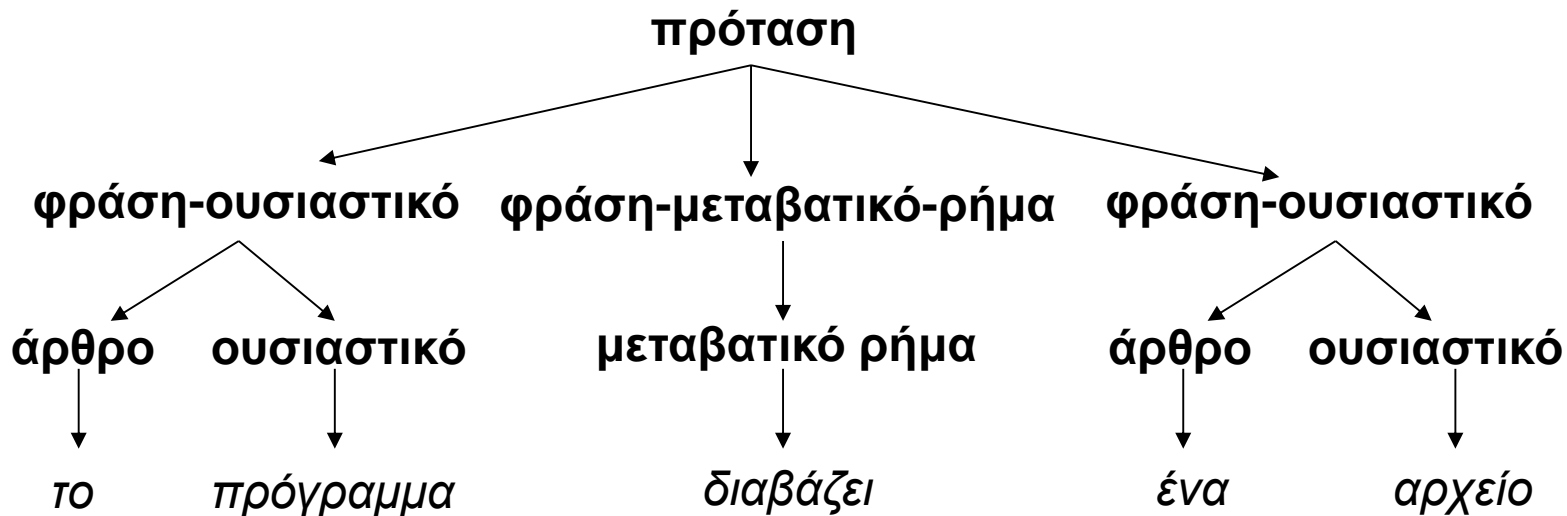 πρόταση
φράση-ουσιαστικό φράση-μεταβατικό-ρήμα φράση-ουσιαστικό
άρθρο ουσιαστικό μεταβατικό ρήμα άρθρο ουσιαστικό
το πρόγραμμα διαβάζει ένα αρχείο